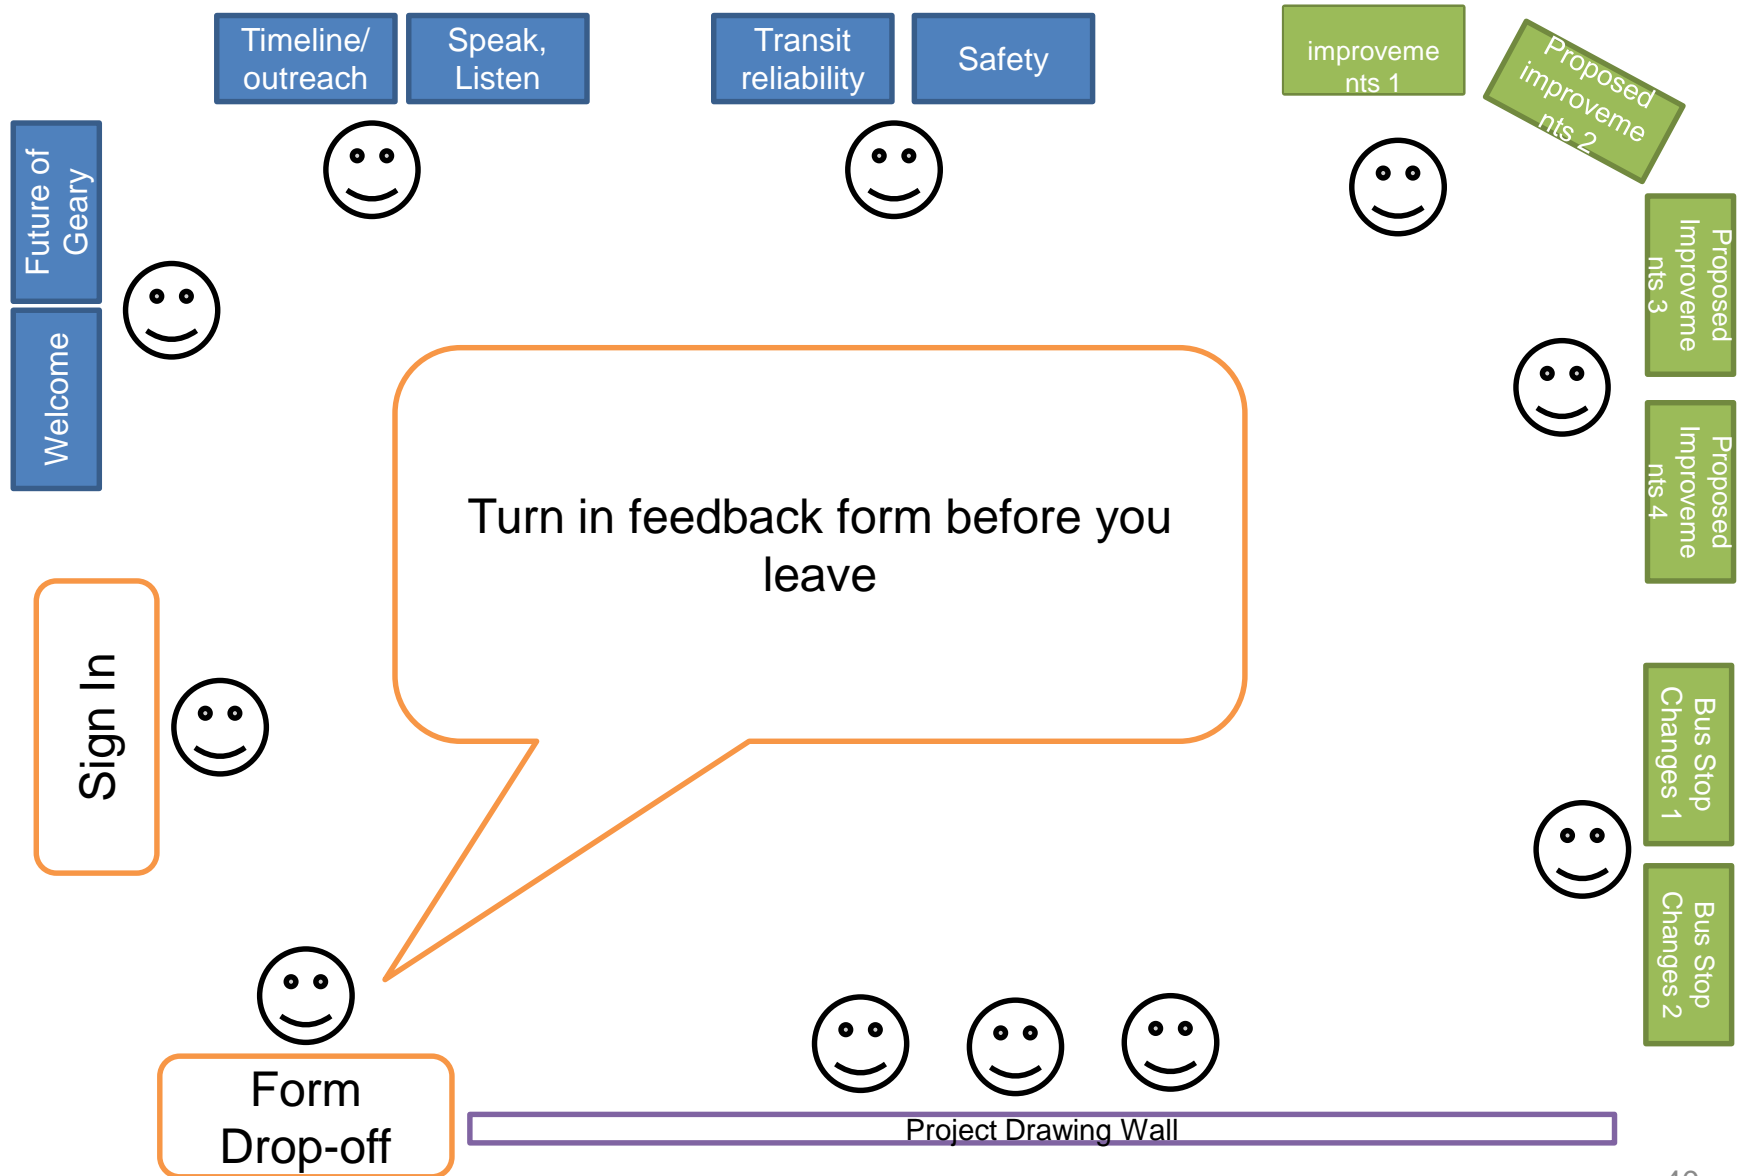 Timeline/
outreach
Speak,
Listen
Transit
reliability
Safety
improveme
nts 1
Proposed
improveme
nts 2
Future of
Geary
Welcome
Proposed
Improveme
nts 3
Proposed
Improveme
nts 4
Turn in feedback form before you
leave
Sign In
Bus Stop
Changes 1
Bus Stop
Changes 2
Form
Drop-off
Project Drawing Wall